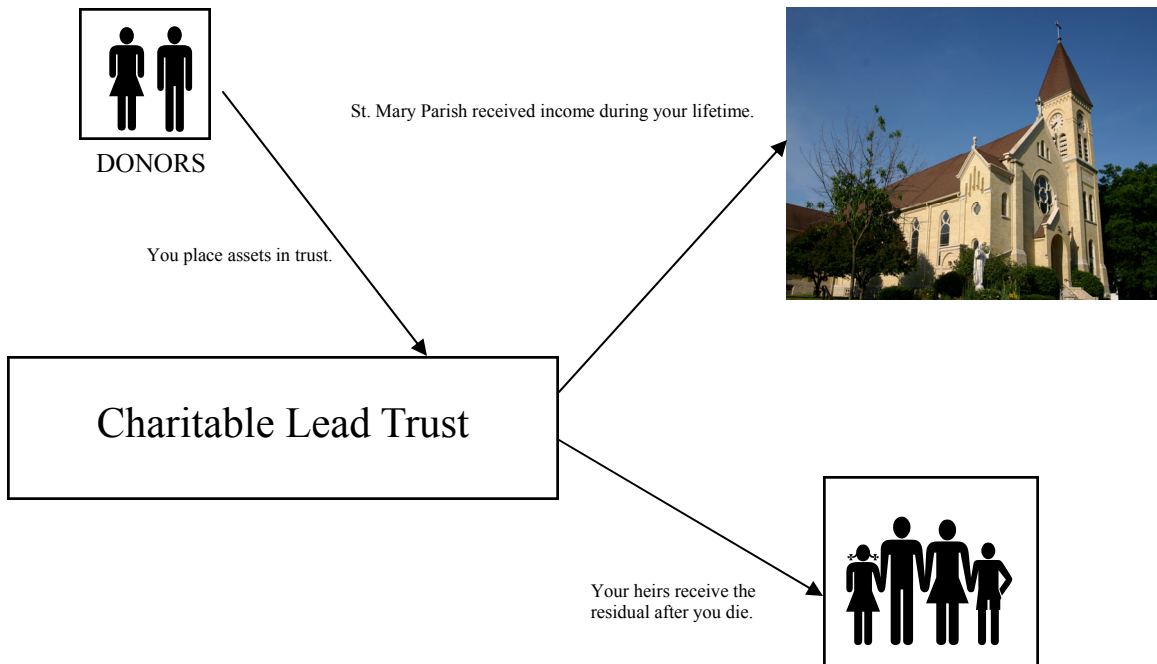 St. Mary Parish received income during your lifetime.
DONORS
You place assets in trust.
Charitable Lead Trust
Your heirs receive the
residual after you die.